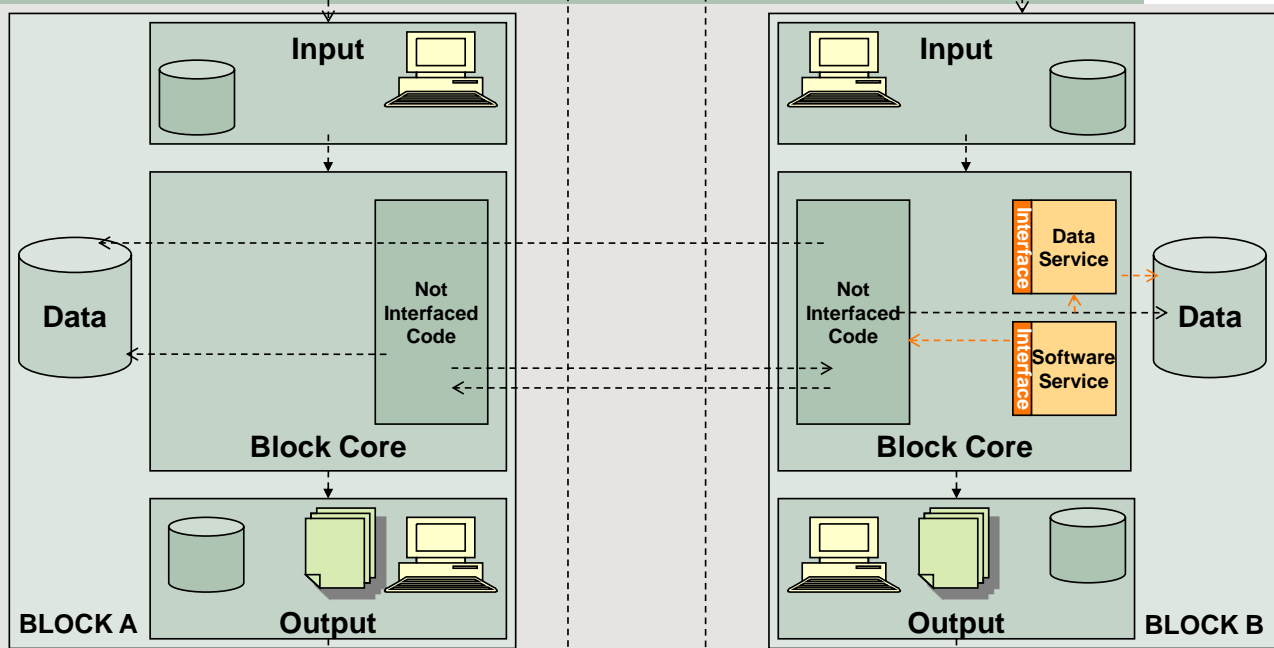 Input
Data
Not
Interfaced
Code
Block Core
BLOCK A
Output
Input
Not
Interfaced
Code
Interface
Data
Service
Interface
Software
Service
Data
Block Core
Output
BLOCK B